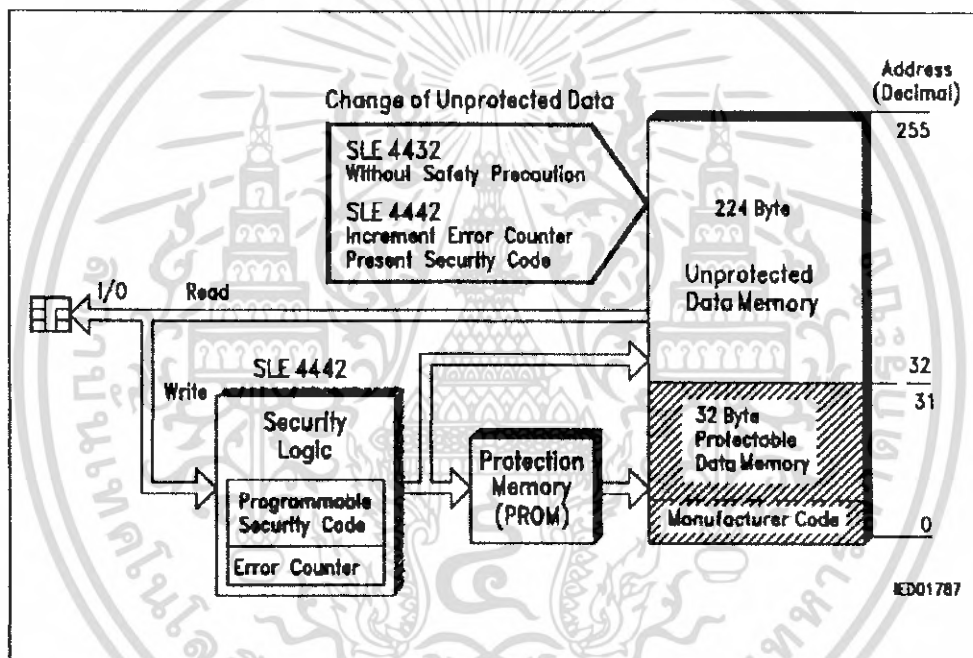 Address
(Decimal)
255
Change of Unprotected Data
SLE 4432
Without Safety Precaution
SLE 4442
Increment Error Counter
Present Security Code
224 Byte
Unprotected
Data Memory
I/O
Read
SLE 4442
Write
Security
Logic
Programmable
Security Code
Error Counter
Protection
Memory
(PROM)
32
31
32 Byte
Protectable
Data Memory
Manufacturer Code
0
IED01787